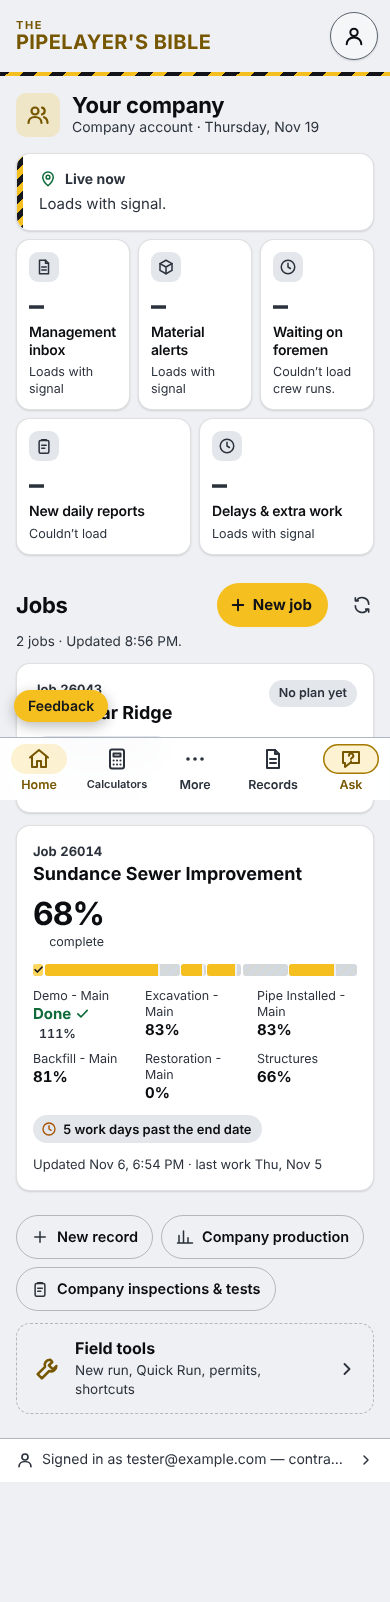 THE
PIPELAYER'S BIBLE
Your company
Company account · Thursday, Nov 19
Live now
Loads with signal.
–
Management inbox
Loads with signal
–
Material alerts
Loads with signal
–
Waiting on foremen
Couldn't load crew runs.
–
New daily reports
Couldn't load
–
Delays & extra work
Loads with signal
Jobs
+ New job
2 jobs · Updated 8:56 PM.
Job 26043
No plan yet
ar Ridge
Feedback
Home
Calculators
More
Records
Ask
Job 26014
Sundance Sewer Improvement
68%
complete
Demo - Main
Done ✓
111%
Excavation - Main
83%
Pipe Installed - Main
83%
Backfill - Main
81%
Restoration - Main
0%
Structures
66%
5 work days past the end date
Updated Nov 6, 6:54 PM · last work Thu, Nov 5
+ New record
Company production
Company inspections & tests
Field tools
New run, Quick Run, permits, shortcuts
Signed in as tester@example.com — contra...